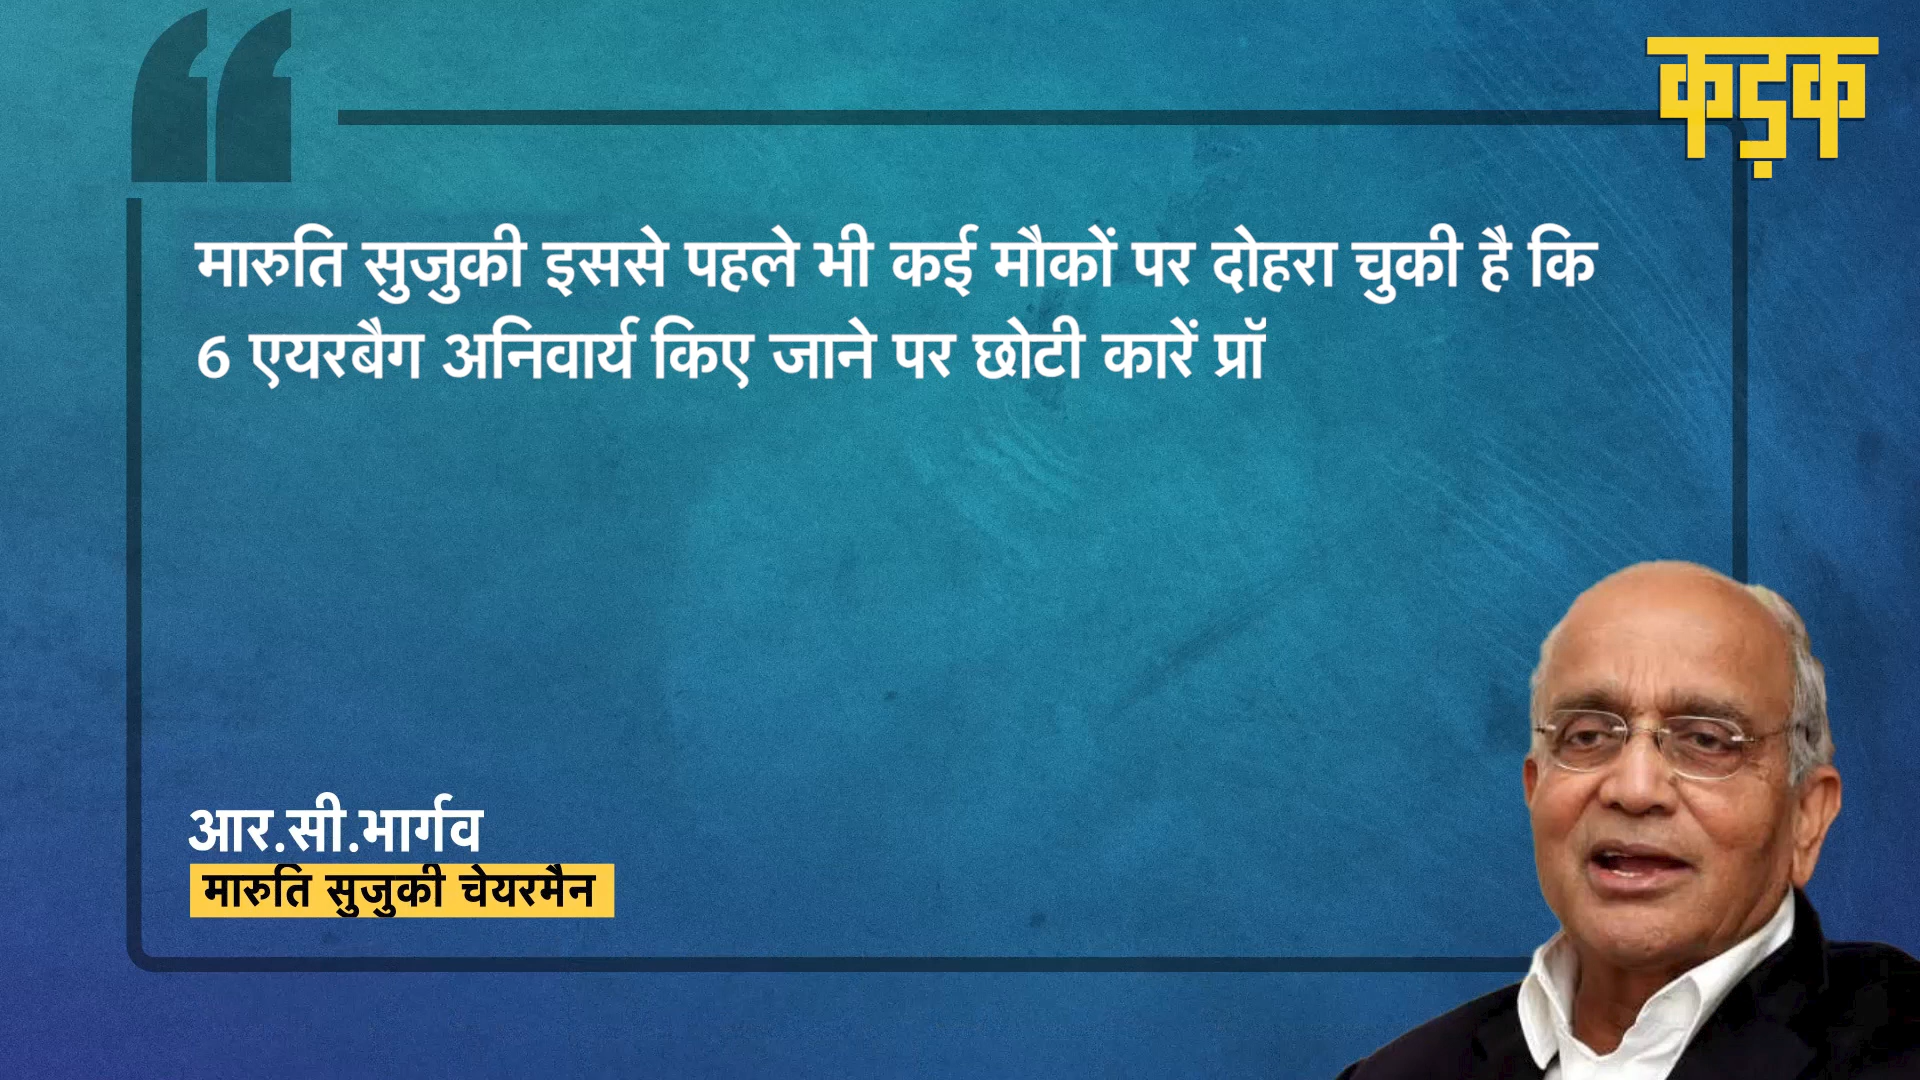 कड़क
मारुति सुजुकी इससे पहले भी कई मौकों पर दोहरा चुकी है कि
6 एयरबैग अनिवार्य किए जाने पर छोटी कारें प्रॉ
आर.सी.भार्गव
मारुति सुजुकी चेयरमैन